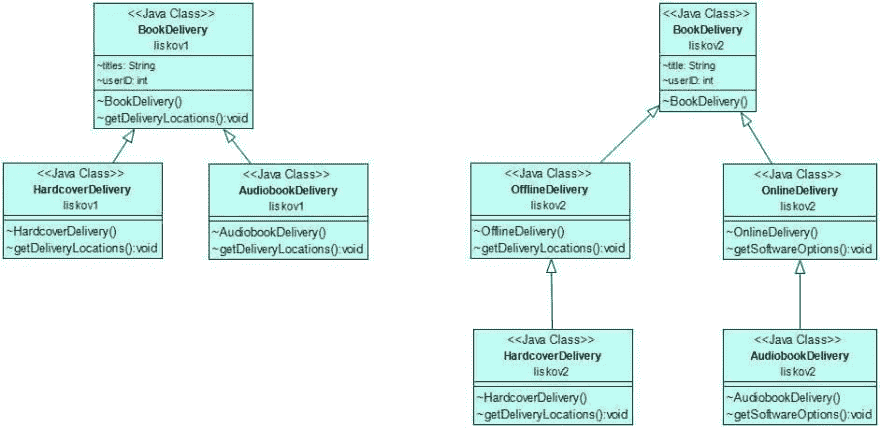 <<Java Class>>
BookDelivery
liskov1
~titles: String
~userID: int
~BookDelivery()
~getDeliveryLocations():void
<<Java Class>>
HardcoverDelivery
liskov1
~HardcoverDelivery()
~getDeliveryLocations():void
<<Java Class>>
AudiobookDelivery
liskov1
~AudiobookDelivery()
~getDeliveryLocations():void
<<Java Class>>
BookDelivery
liskov2
~title: String
~userID: int
~BookDelivery()
<<Java Class>>
OfflineDelivery
liskov2
~OfflineDelivery()
~getDeliveryLocations():void
<<Java Class>>
OnlineDelivery
liskov2
~OnlineDelivery()
~getSoftwareOptions():void
<<Java Class>>
HardcoverDelivery
liskov2
~HardcoverDelivery()
~getDeliveryLocations():void
<<Java Class>>
AudiobookDelivery
liskov2
~AudiobookDelivery()
~getSoftwareOptions():void